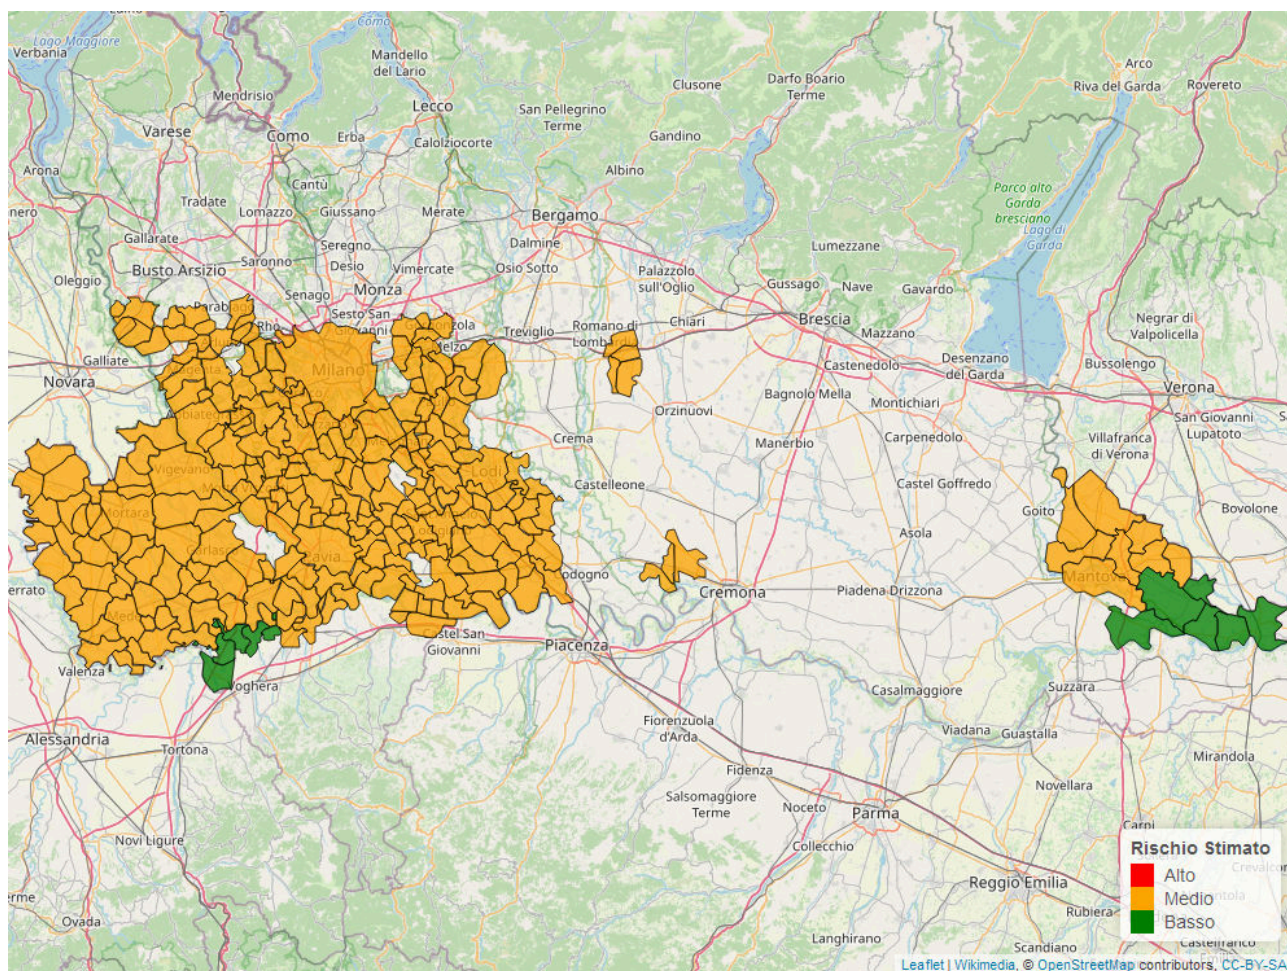 Lago Maggiore
Como
Verbania
Mandello
del Lario
Clusone
Darfo Boario
Terme
Arco
Riva del Garda
Rovereto
Mendrisio
Lecco
San Pellegrino
Terme
Varese
Como
Erba
Calolziocorte
Gandino
Arona
Albino
Cantù
Parco alto
Garda
bresciano
Tradate
Lomazzo
Giussano
Merate
Bergamo
Lago di
Garda
Gallarate
Seregno
Dalmine
Lumezzane
Oleggio
Busto Arsizio
Saronno
Desio
Vimercate
Osio Sotto
Palazzolo
sull'Oglio
Gussago
Nave
Gavardo
Senago
Monza
Rho
Sesto San
Giovanni
Treviglio
Romano di
Chiari
Brescia
Mazzano
Negrar di
Valpolicella
Galliate
Magenta
Melzo
Castenedolo
Desenzano
del Garda
Bussolengo
Novara
Milano
Bagnolo Mella
Montichiari
Verona
Orzinuovi
San Giovanni
Lupatoto
Crema
Manerbio
Carpenedolo
Villafranca
di Verona
Vigevano
Lodi
Castelleone
Castel Goffredo
Mortara
Goito
Bovolone
Asola
Garlasco
Pavia
Codogno
Mantova
Cremona
Piadena Drizzona
Piacenza
Castel San
Giovanni
Valenza
Voghera
Casalmaggiore
Suzzara
Alessandria
Tortona
Fiorenzuola
d'Arda
Viadana
Guastalla
Mirandola
Fidenza
Novellara
Salsomaggiore
Terme
Noceto
Parma
Novi Ligure
Collecchio
Carpi
Rischio Stimato
Alto
Medio
Basso
Reggio Emilia
Rubiera
Ovada
Langhirano
Scandiano
Castelfranco
Leaflet | Wikimedia, © OpenStreetMap contributors, CC-BY-SA